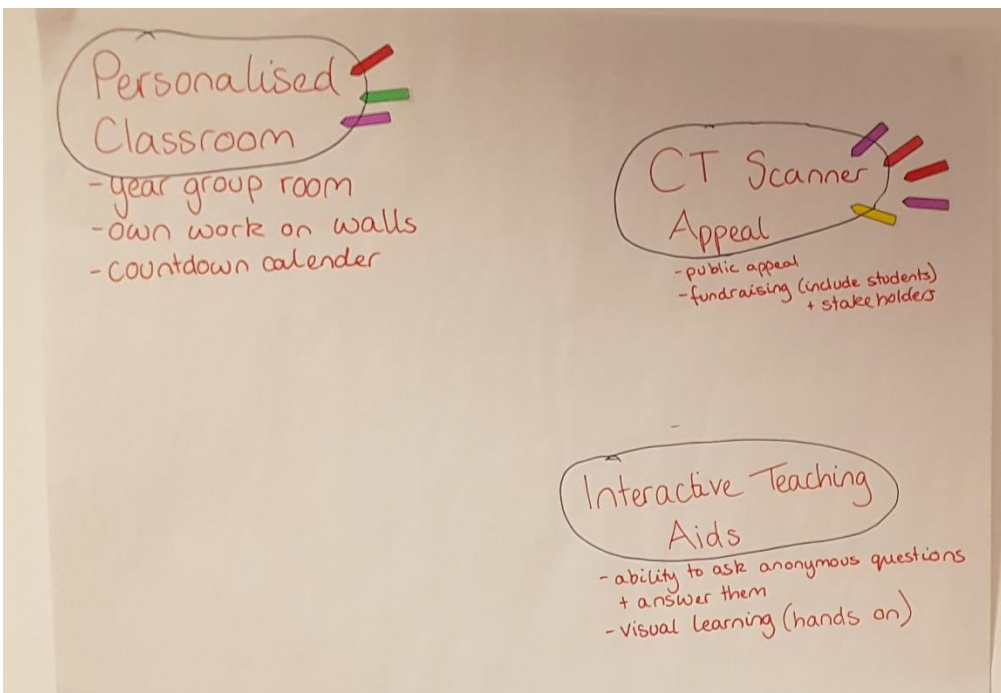 Personalised
Classroom
- year group room
- own work on walls
- countdown calender
CT Scanner
Appeal
- public appeal
- fundraising (include students)
+ stakeholders
Interactive Teaching
Aids
- ability to ask anonymous questions
+ answer them
- visual learning (hands on)